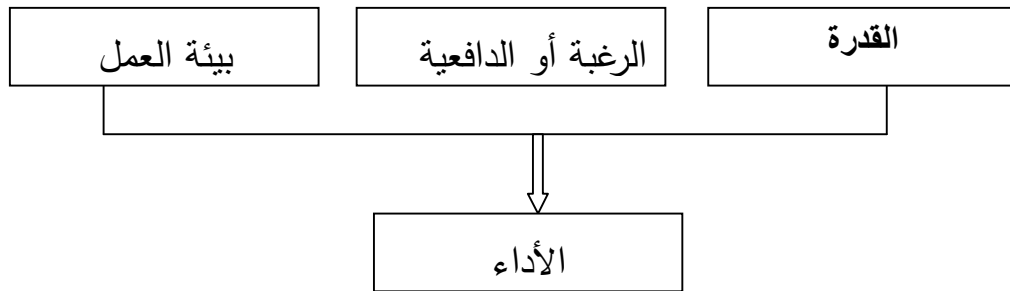 القدرة
الرغبة أو الدافعية
بيئة العمل
الأداء